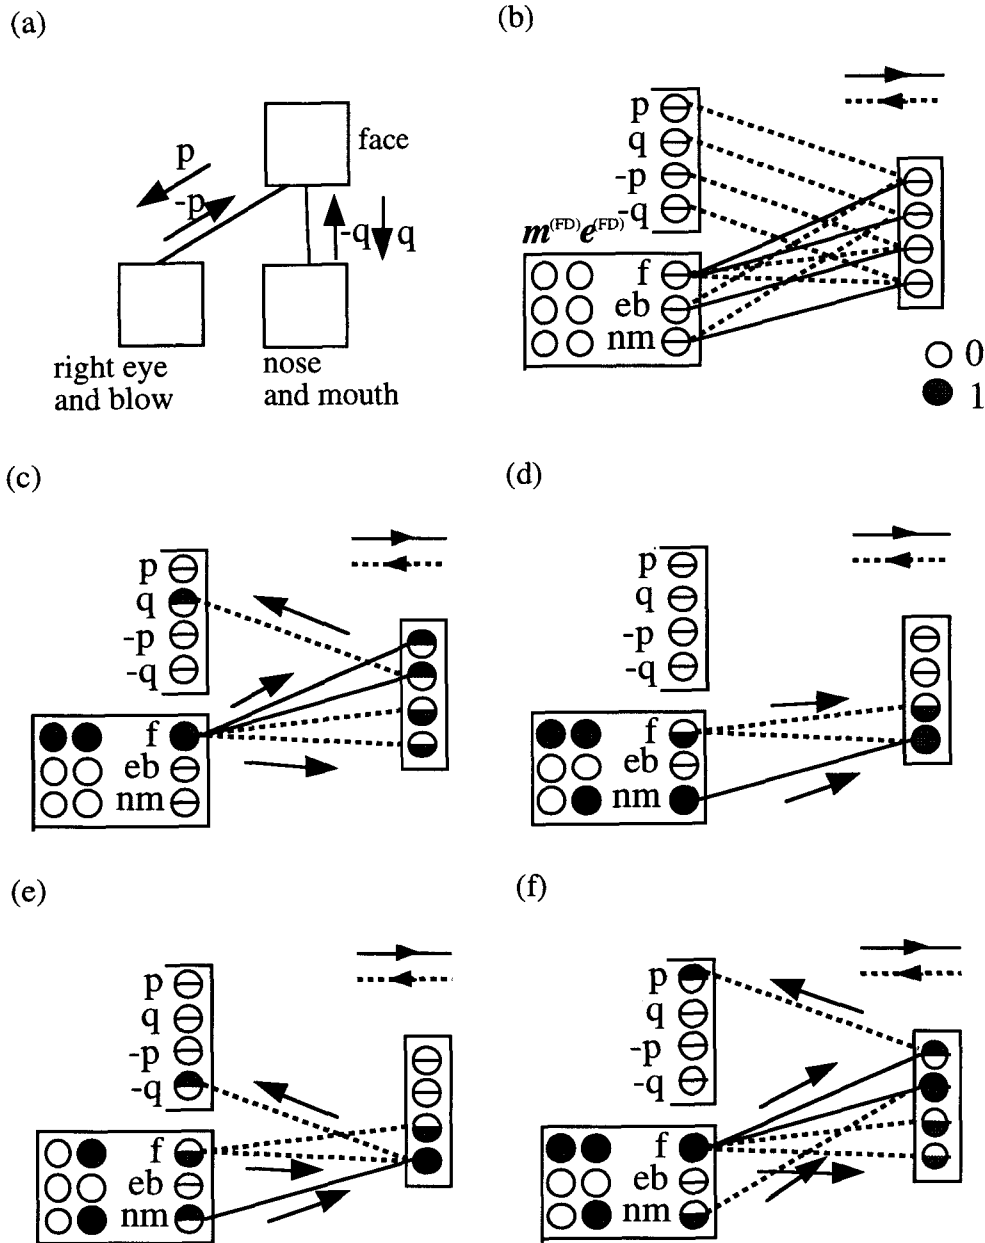 (a)
face
p
-p
-q q
right eye
and blow
nose
and mouth
(b)
p
q
-p
-q
m(FD) e(FD)
f
eb
nm
0
1
(c)
p
q
-p
-q
f
eb
nm
(d)
p
q
-p
-q
f
eb
nm
(e)
p
q
-p
-q
f
eb
nm
(f)
p
q
-p
-q
f
eb
nm